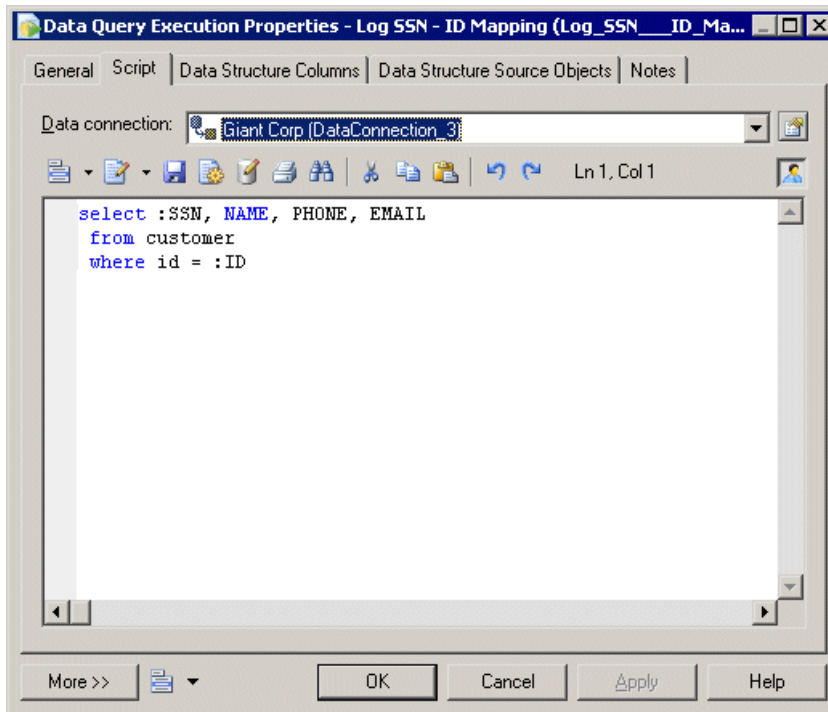 Data Query Execution Properties - Log SSN - ID Mapping (Log_SSN___ID_Ma...
General Script Data Structure Columns Data Structure Source Objects Notes
Data connection: Giant Corp (DataConnection_3)
Ln 1, Col 1
select :SSN, NAME, PHONE, EMAIL
from customer
where id = :ID
More >> OK Cancel Apply Help